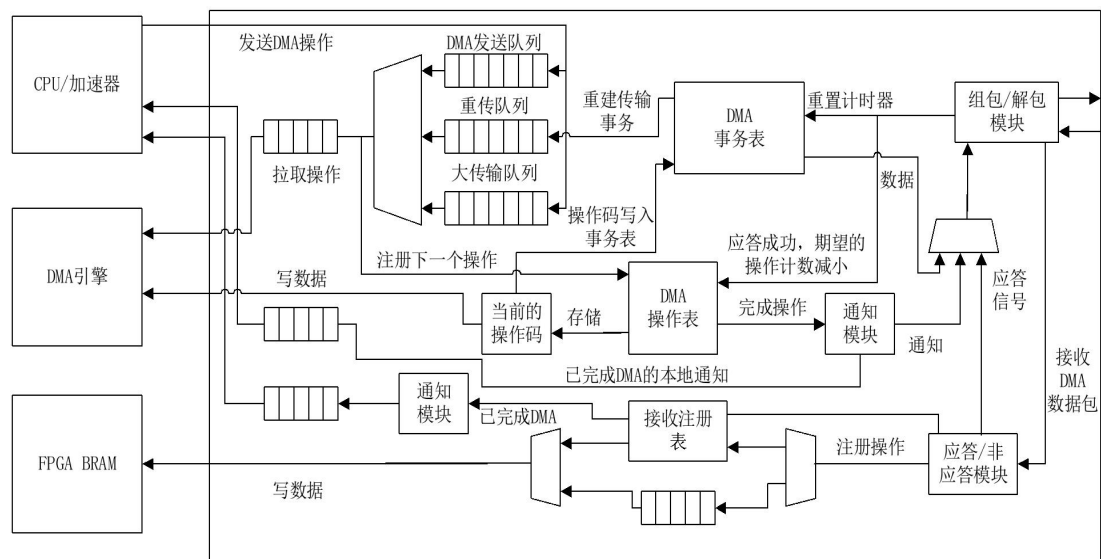 发送DMA操作
DMA发送队列
CPU/加速器
重传队列
重建传输
事务
DMA
事务表
重置计时器
组包/解包
模块
拉取操作
大传输队列
数据
操作码写入
事务表
DMA引擎
注册下一个操作
应答成功，期望的
操作计数减小
应答
信号
写数据
当前的
操作码
存储
DMA
操作表
完成操作
通知
模块
通知
已完成DMA的本地通知
接收
DMA
数据包
通知
模块
已完成DMA
接收注册
表
注册操作
应答/非
应答模块
FPGA BRAM
写数据